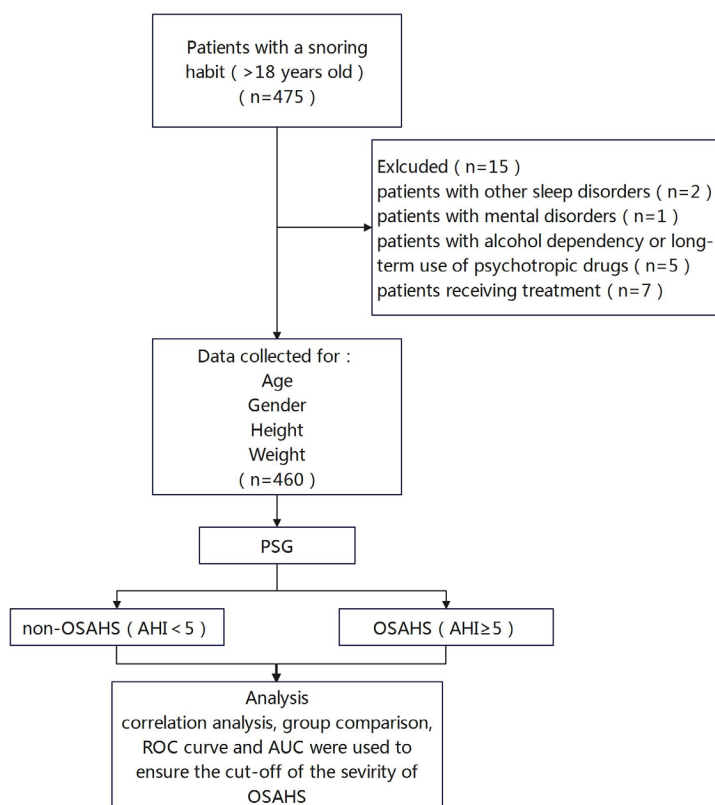 Patients with a snoring
habit ( >18 years old )
( n=475 )
Exlcuded ( n=15 )
patients with other sleep disorders ( n=2 )
patients with mental disorders ( n=1 )
patients with alcohol dependency or long-
term use of psychotropic drugs ( n=5 )
patients receiving treatment ( n=7 )
Data collected for :
Age
Gender
Height
Weight
( n=460 )
PSG
non-OSAHS ( AHI < 5 )
OSAHS ( AHI≥5 )
Analysis
correlation analysis, group comparison,
ROC curve and AUC were used to
ensure the cut-off of the sevirity of
OSAHS